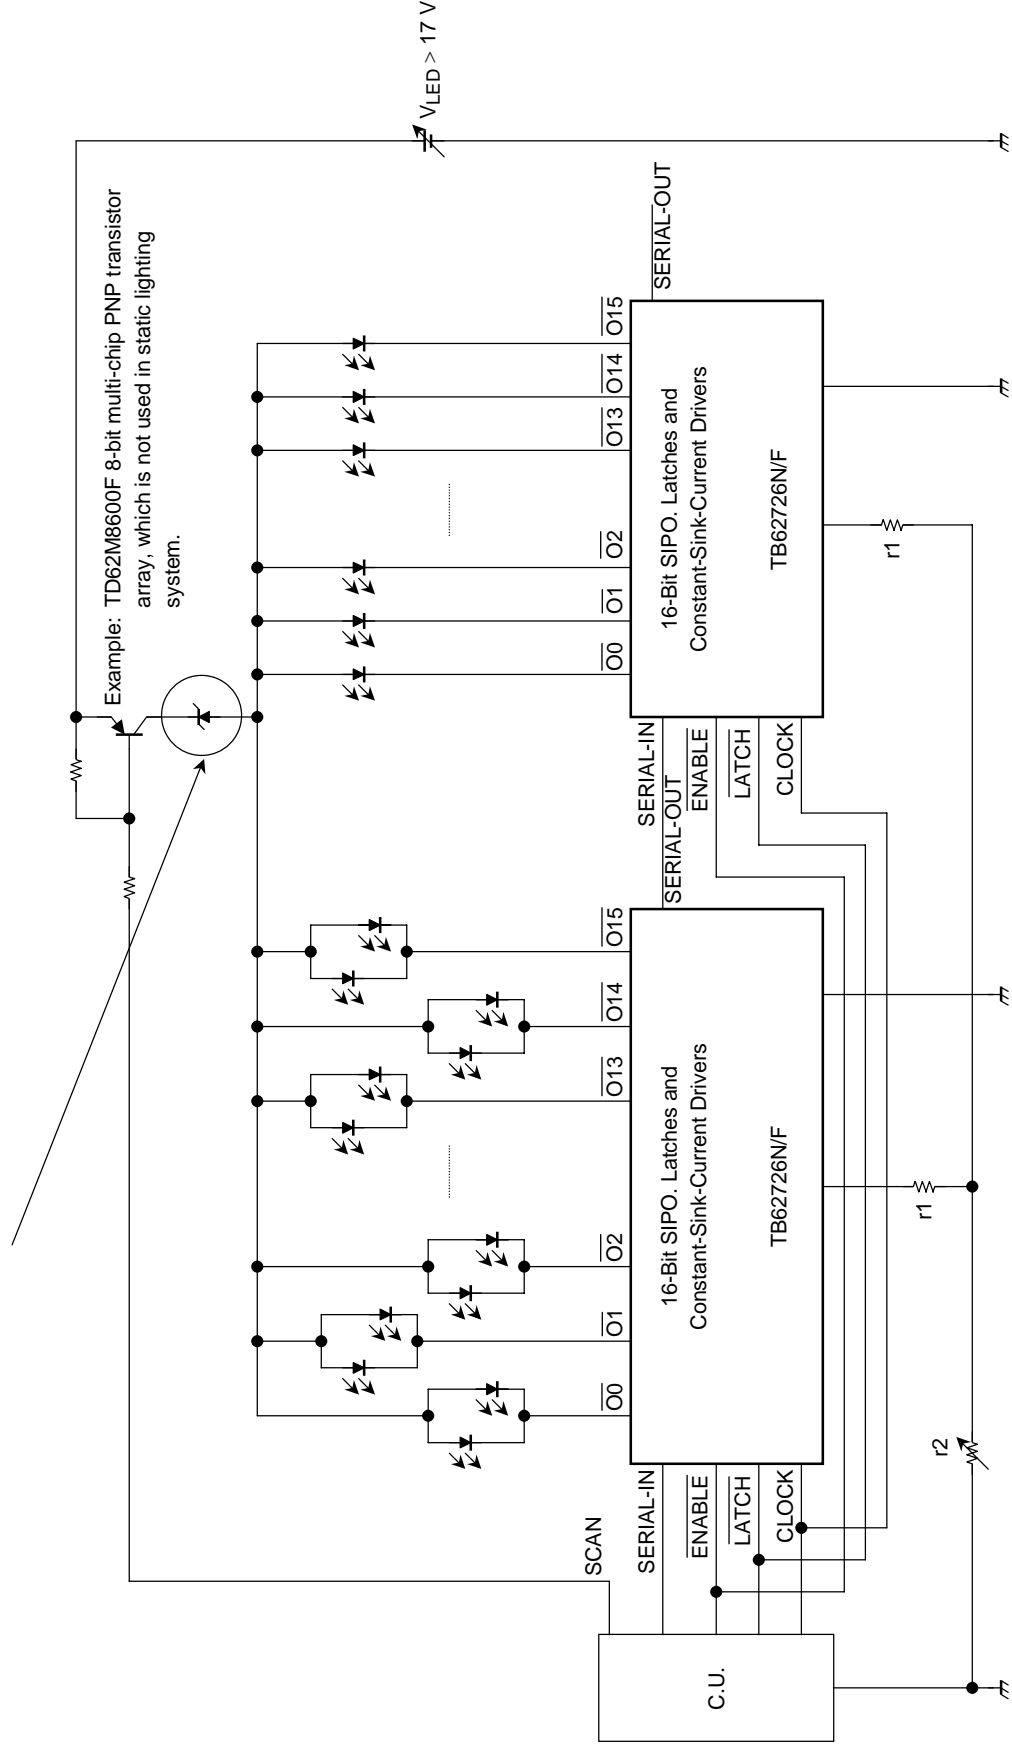 Example: TD62M8600F 8-bit multi-chip PNP transistor
array, which is not used in static lighting
system.
VLED > 17 V
SCAN
C.U.
SERIAL-IN
ENABLE
LATCH
CLOCK
O0
O1
O2
O13
O14
O15
16-Bit SIPO. Latches and
Constant-Sink-Current Drivers
TB62726N/F
SERIAL-OUT
SERIAL-IN
ENABLE
LATCH
CLOCK
O0
O1
O2
O13
O14
O15
16-Bit SIPO. Latches and
Constant-Sink-Current Drivers
TB62726N/F
SERIAL-OUT
r2
r1
r1